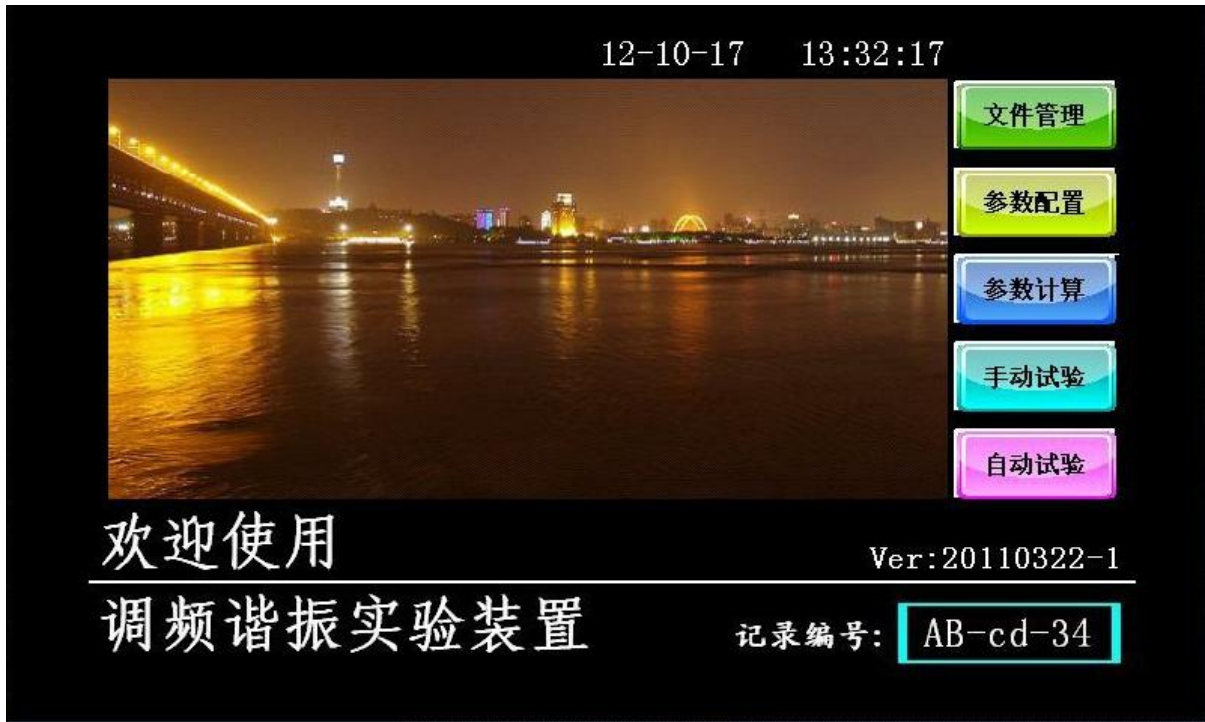 12-10-17 13:32:17
文件管理
参数配置
参数计算
手动试验
自动试验
欢迎使用
Ver:20110322-1
调频谐振实验装置
记录编号: AB-cd-34